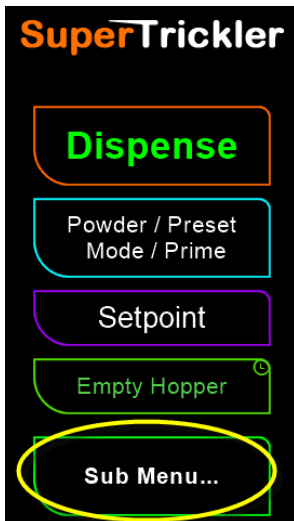 SuperTrickler
Dispense
Powder / Preset
Mode / Prime
Setpoint
Empty Hopper
Sub Menu...